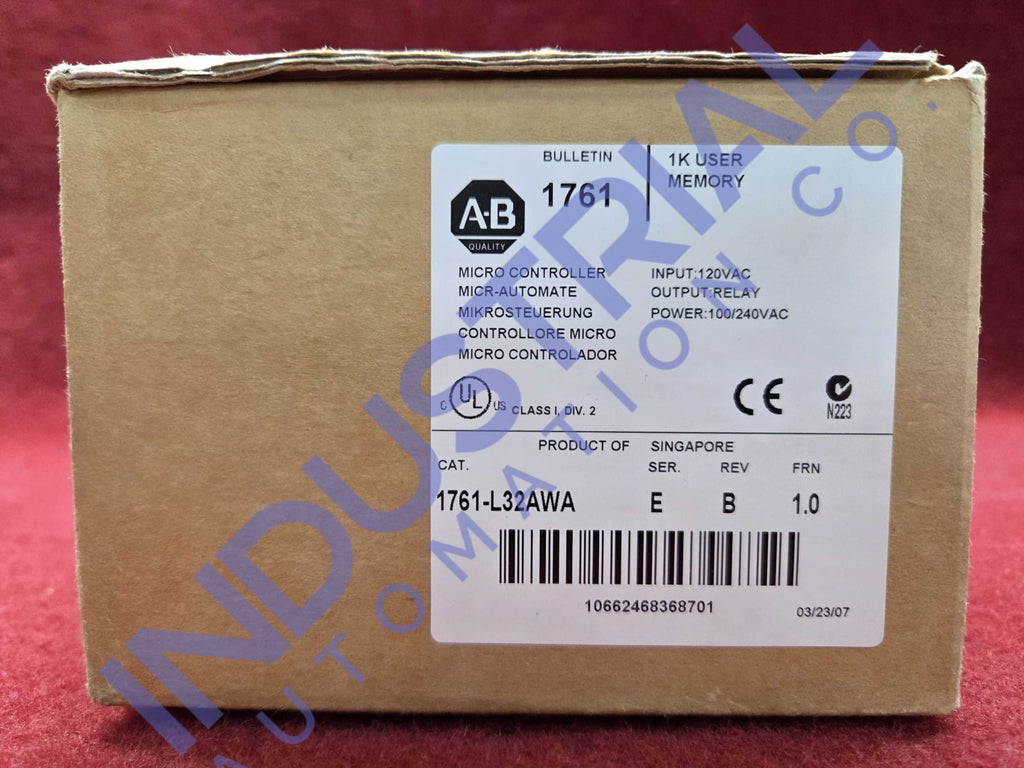 BULLETIN
1761
1K USER
MEMORY
A-B
QUALITY
MICRO CONTROLLER
MICR-AUTOMATE
MIKROSTEUERUNG
CONTROLLORE MICRO
MICRO CONTROLADOR
INPUT:120VAC
OUTPUT:RELAY
POWER:100/240VAC
C UL US CLASS I, DIV. 2
CE
N223
PRODUCT OF SINGAPORE
CAT. SER. REV FRN
1761-L32AWA E B 1.0
10662468368701
03/23/07
INDUSTRIAL
AUTOMATION CO.